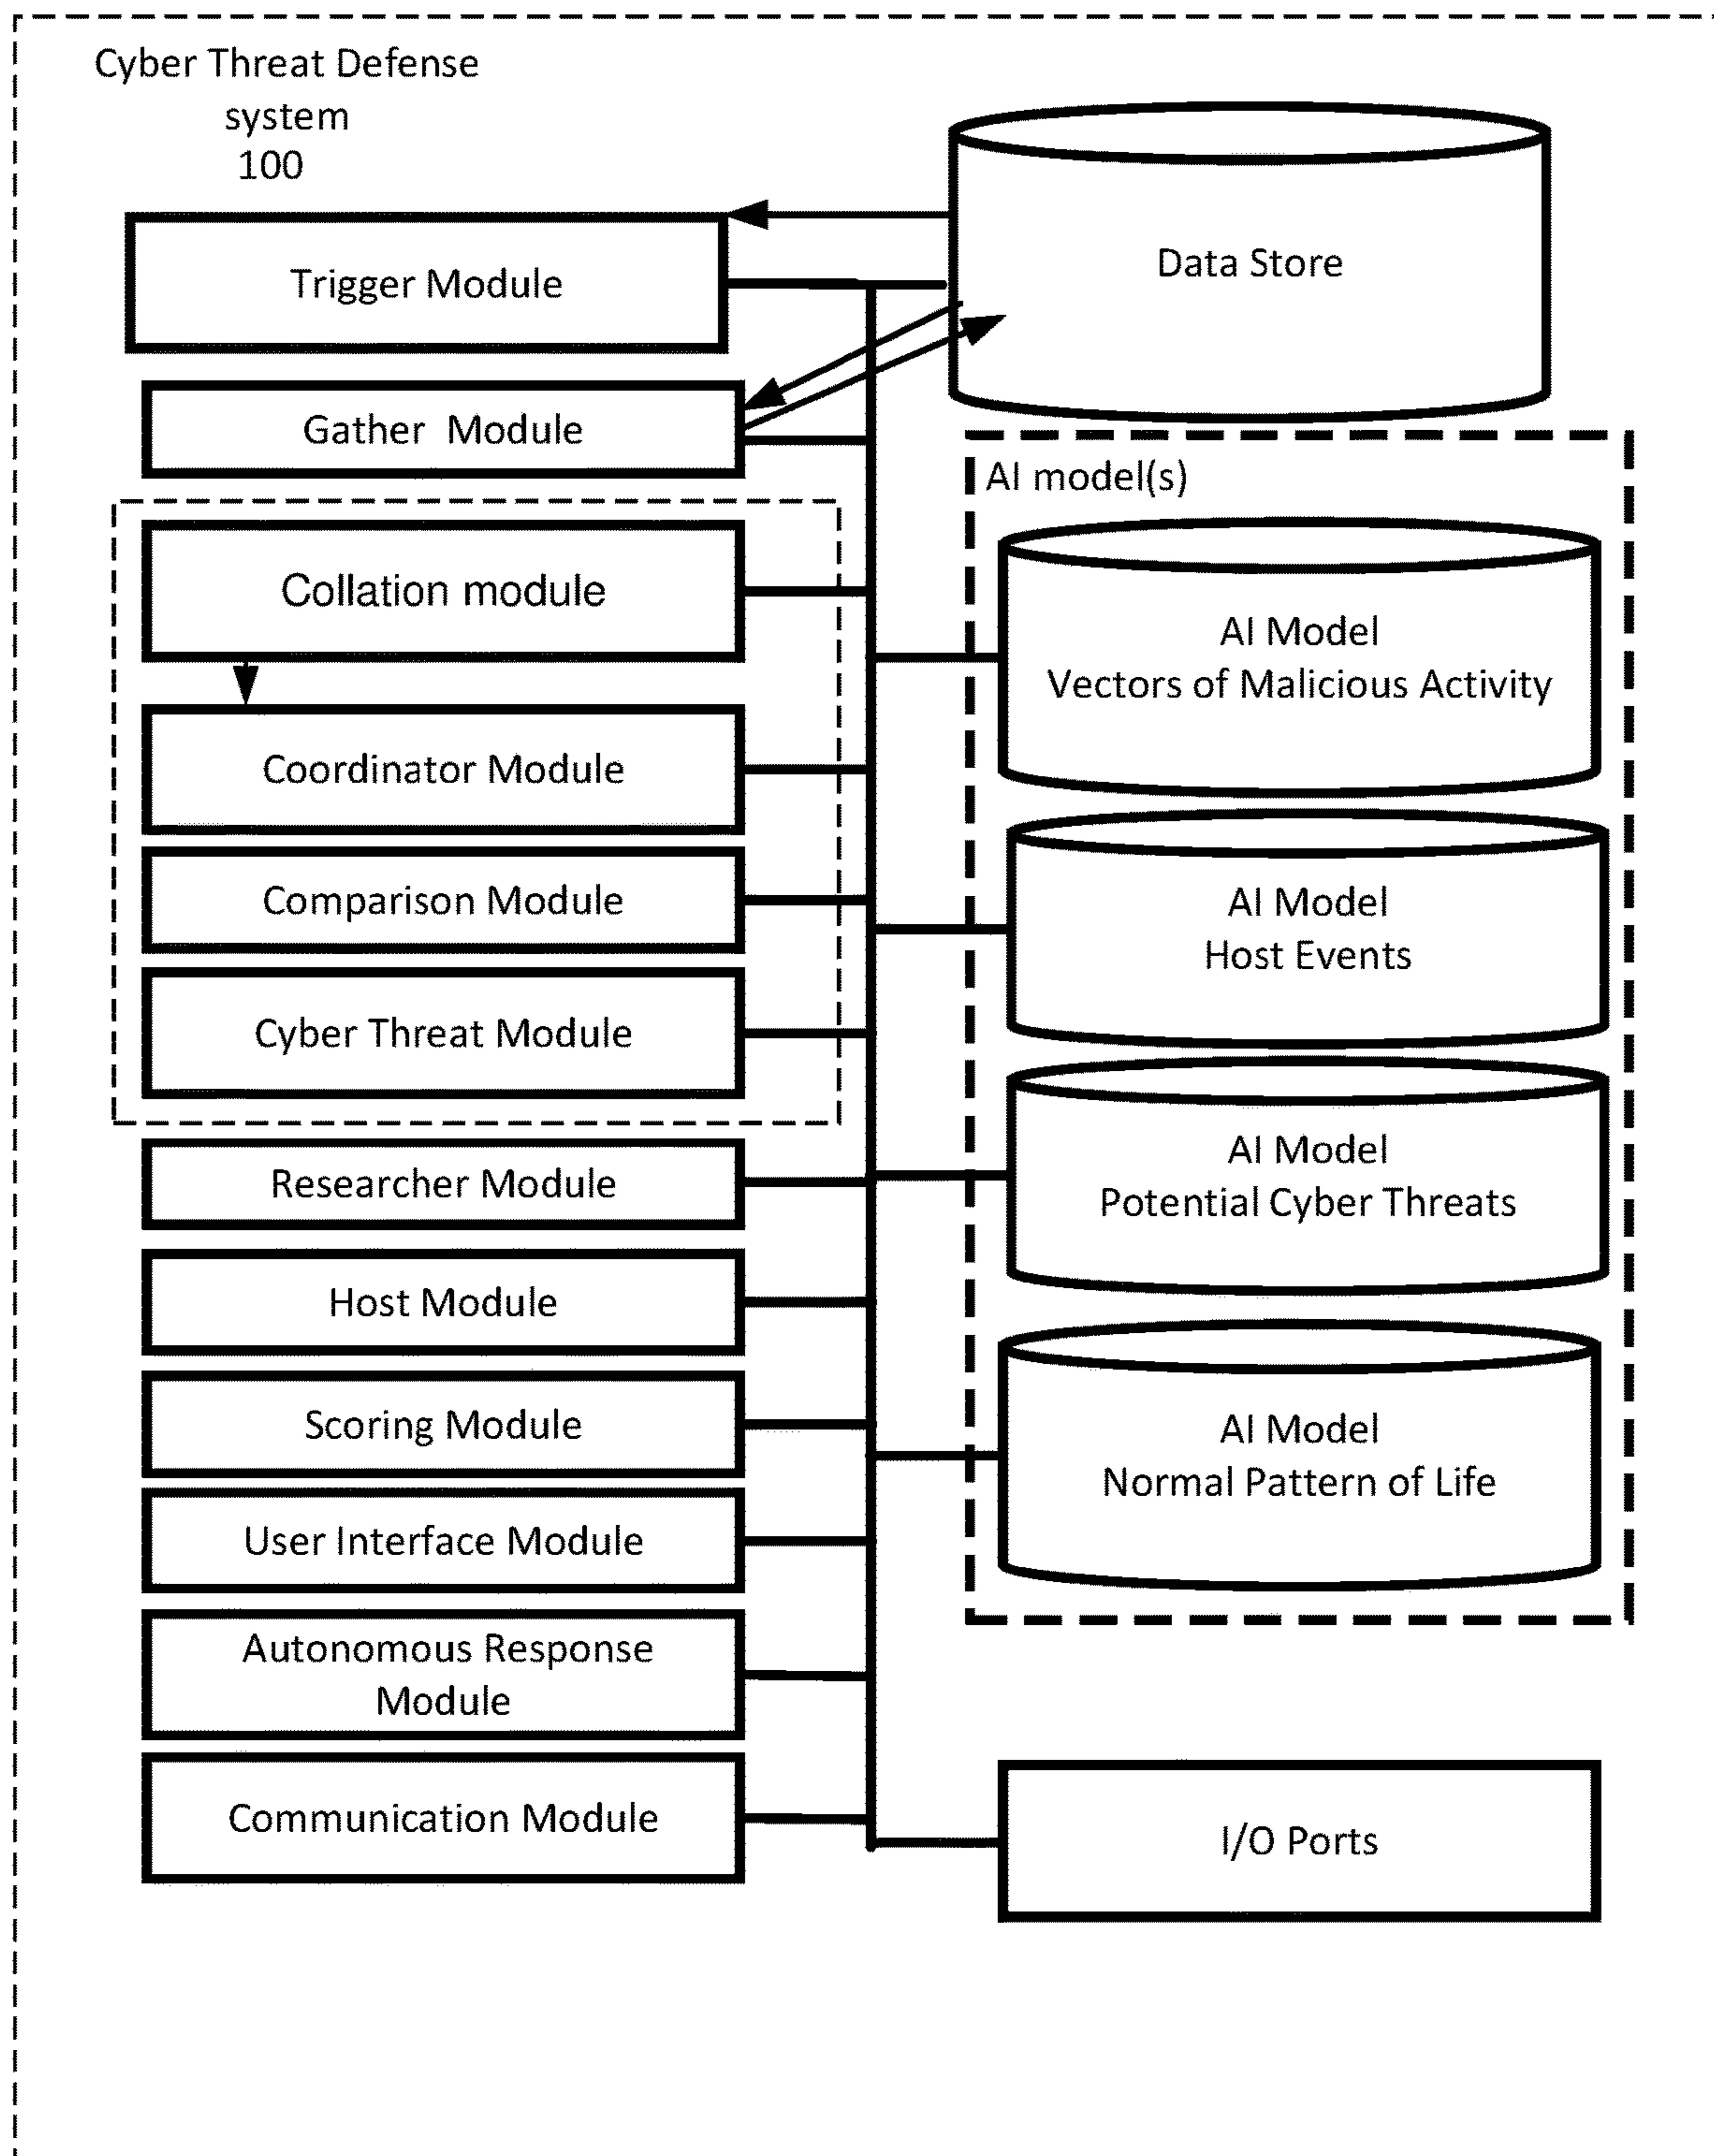 Cyber Threat Defense
system
100
Trigger Module
Data Store
Gather Module
AI model(s)
Collation module
AI Model
Vectors of Malicious Activity
Coordinator Module
Comparison Module
AI Model
Host Events
Cyber Threat Module
Researcher Module
AI Model
Potential Cyber Threats
Host Module
Scoring Module
AI Model
Normal Pattern of Life
User Interface Module
Autonomous Response
Module
Communication Module
I/O Ports